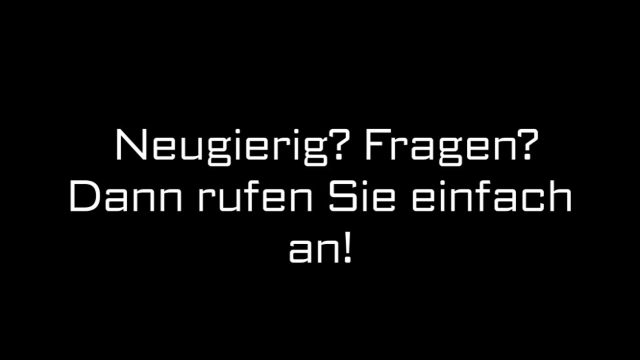 Neugierig? Fragen?
Dann rufen Sie einfach
an!